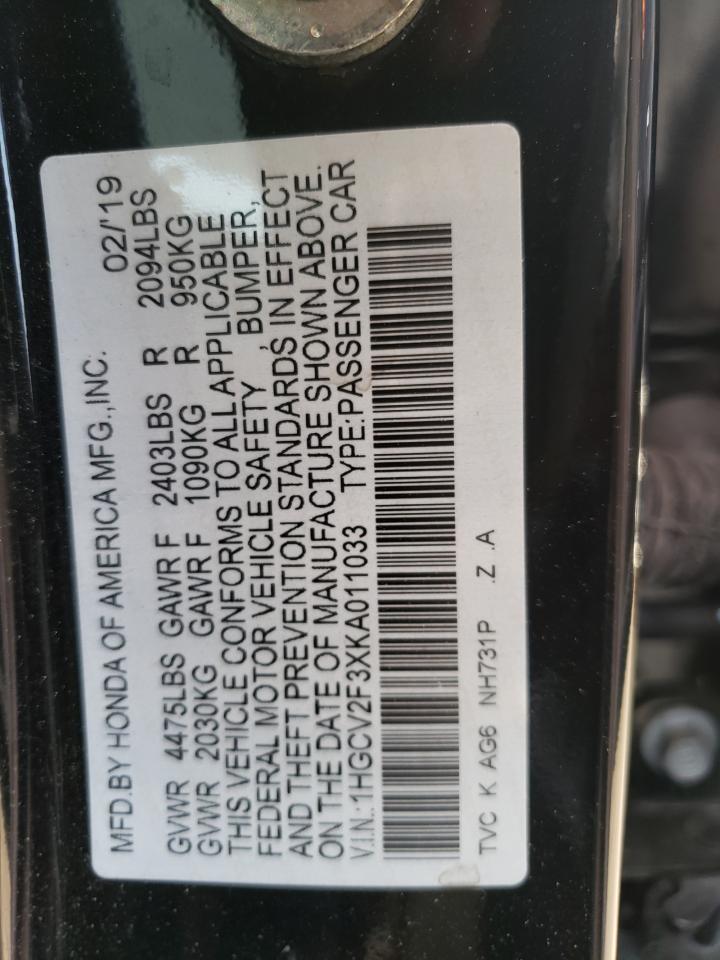 MFD.BY HONDA OF AMERICA MFG.,INC. 02/'19
GVWR 4475LBS GAWR F 2403LBS R 2094LBS
GVWR 2030KG GAWR F 1090KG R 950KG
THIS VEHICLE CONFORMS TO ALL APPLICABLE
FEDERAL MOTOR VEHICLE SAFETY , BUMPER,
AND THEFT PREVENTION STANDARDS IN EFFECT
ON THE DATE OF MANUFACTURE SHOWN ABOVE.
V.I.N.:1HGCV2F3XKA011033 TYPE:PASSENGER CAR
TVC K AG6 NH731P .Z .A